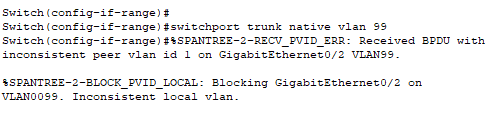 Switch(config-if-range)#
Switch(config-if-range)#switchport trunk native vlan 99
Switch(config-if-range)#%SPANTREE-2-RECV_PVID_ERR: Received BPDU with
inconsistent peer vlan id 1 on GigabitEthernet0/2 VLAN99.
%SPANTREE-2-BLOCK_PVID_LOCAL: Blocking GigabitEthernet0/2 on
VLAN0099. Inconsistent local vlan.